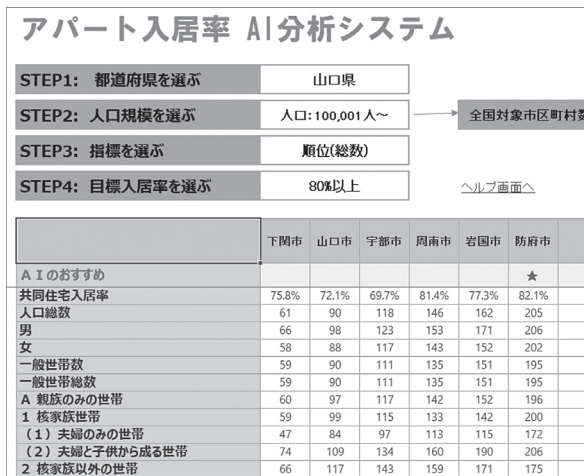 アパート入居率 AI分析システム
STEP1: 都道府県を選ぶ 山口県
STEP2: 人口規模を選ぶ 人口:100,001人～ 全国対象市区町村数
STEP3: 指標を選ぶ 順位(総数)
STEP4: 目標入居率を選ぶ 80%以上 ヘルプ画面へ
下関市 山口市 宇部市 周南市 岩国市 防府市
AIのおすすめ ★
共同住宅入居率 75.8% 72.1% 69.7% 81.4% 77.3% 82.1%
人口総数 61 90 118 146 162 205
男 66 98 123 153 171 206
女 58 88 117 143 152 202
一般世帯数 59 90 111 135 151 195
一般世帯総数 59 90 111 135 151 195
A 親族のみの世帯 60 97 117 142 152 196
1 核家族世帯 59 99 115 133 142 200
(1)夫婦のみの世帯 47 84 97 113 115 172
(2)夫婦と子供から成る世帯 74 109 134 160 190 206
2 核家族以外の世帯 66 117 143 159 171 175